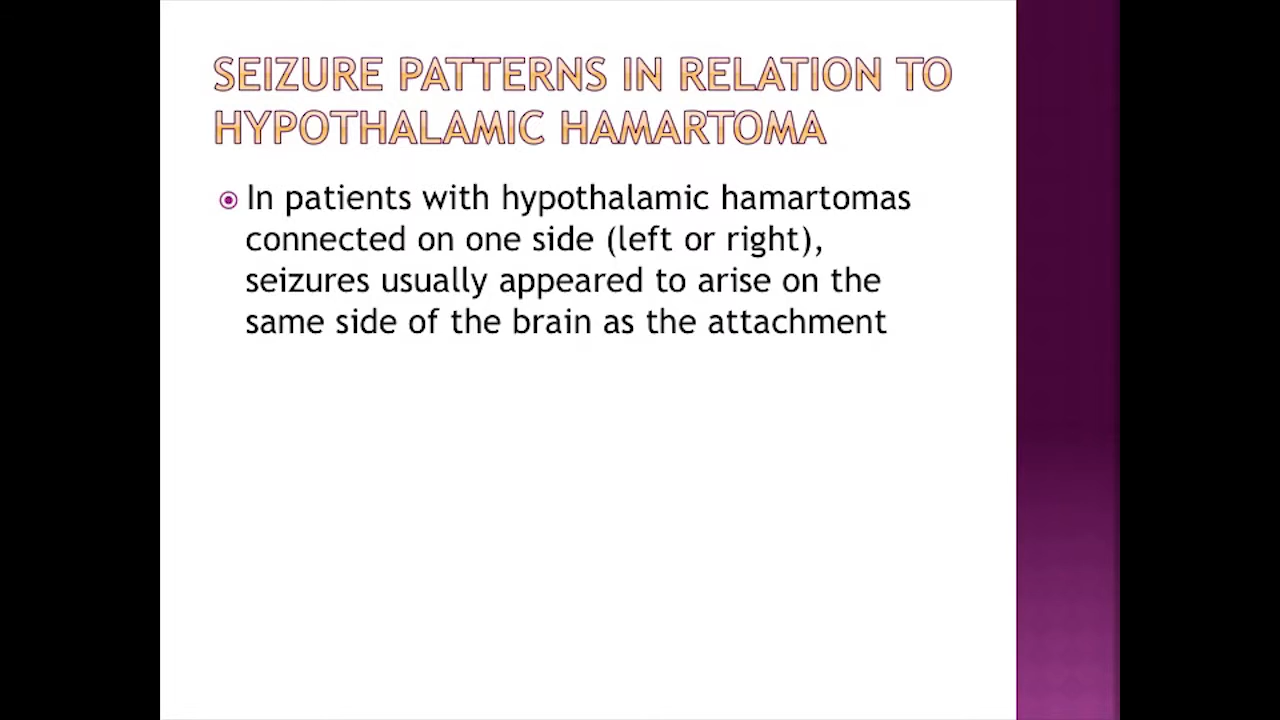 SEIZURE PATTERNS IN RELATION TO
HYPOTHALAMIC HAMARTOMA
In patients with hypothalamic hamartomas
connected on one side (left or right),
seizures usually appeared to arise on the
same side of the brain as the attachment